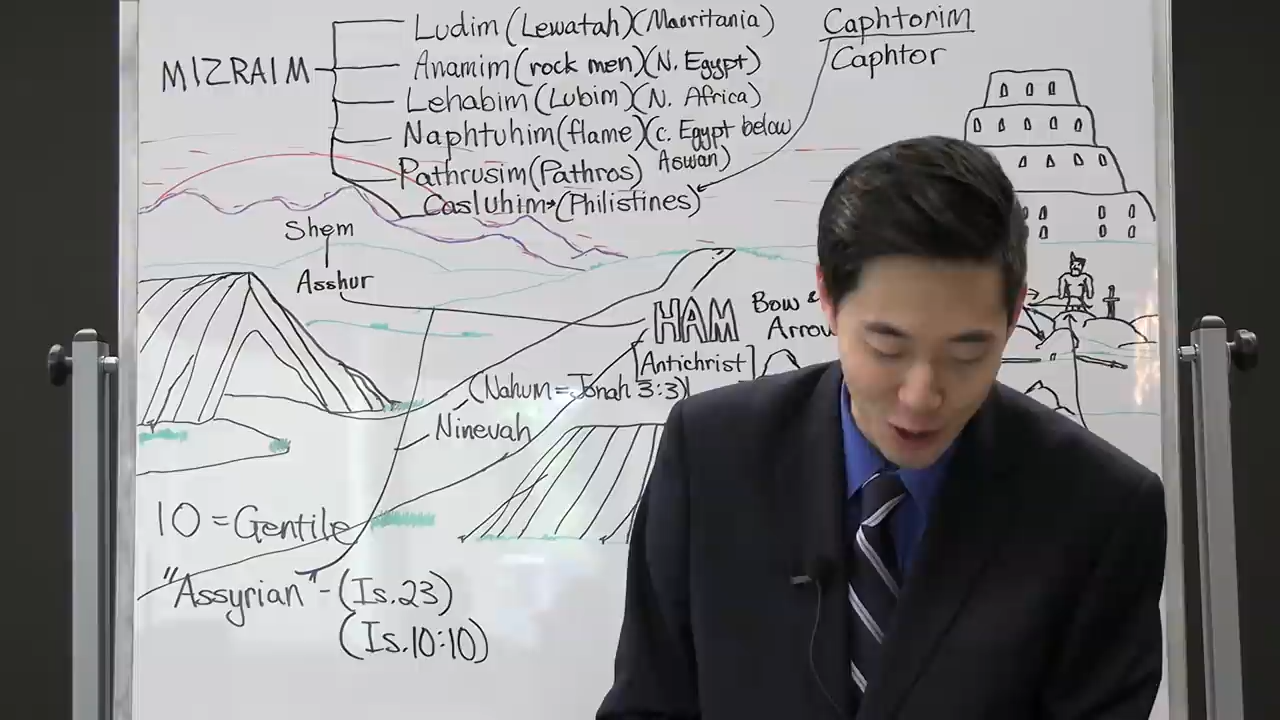 MIZRAIM
Ludim (Lewatah)(Mauritania)
Anamim (rock men)(N. Egypt)
Lehabim (Lubim)(N. Africa)
Naphtuhim (flame)(c. Egypt below
Aswan)
Pathrusim (Pathros)
Casluhim→(Philistines)
Caphtorim
Caphtor
Shem
Asshur
HAM
[Antichrist]
Bow &
Arrow
(Nahum = Jonah 3:3)
Ninevah
10 = Gentile
"Assyrian" - (Is.23)
(Is.10:10)